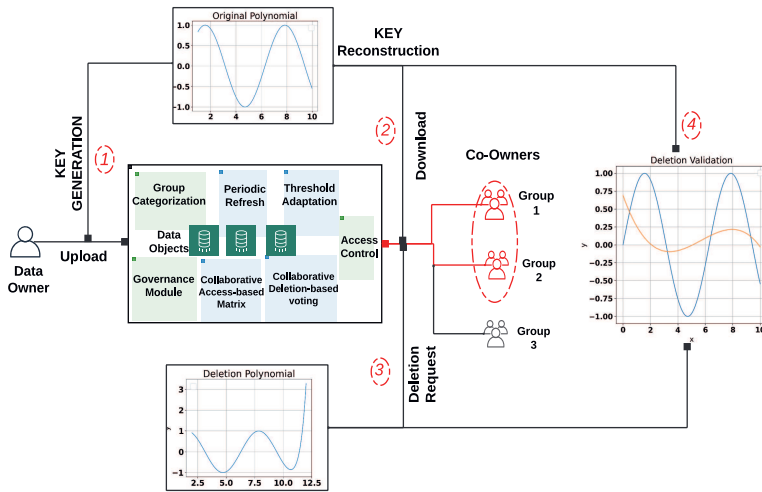 Original Polynomial
1.0
0.5
0.0
−0.5
−1.0
2
4
6
8
10
KEY
Reconstruction
KEY
GENERATION
1
2
Download
4
Co-Owners
Group
1
Group
2
Group
3
Group
Categorization
Periodic
Refresh
Threshold
Adaptation
Data
Objects
Access
Control
Governance
Module
Collaborative
Access-based
Matrix
Collaborative
Deletion-based
voting
Data
Owner
Upload
Deletion Validation
1.00
0.75
0.50
0.25
0.00
−0.25
−0.50
−0.75
−1.00
y
0
2
4
6
8
10
x
3
Deletion
Request
Deletion Polynomial
3
2
1
0
−1
y
2.5
5.0
7.5
10.0
12.5